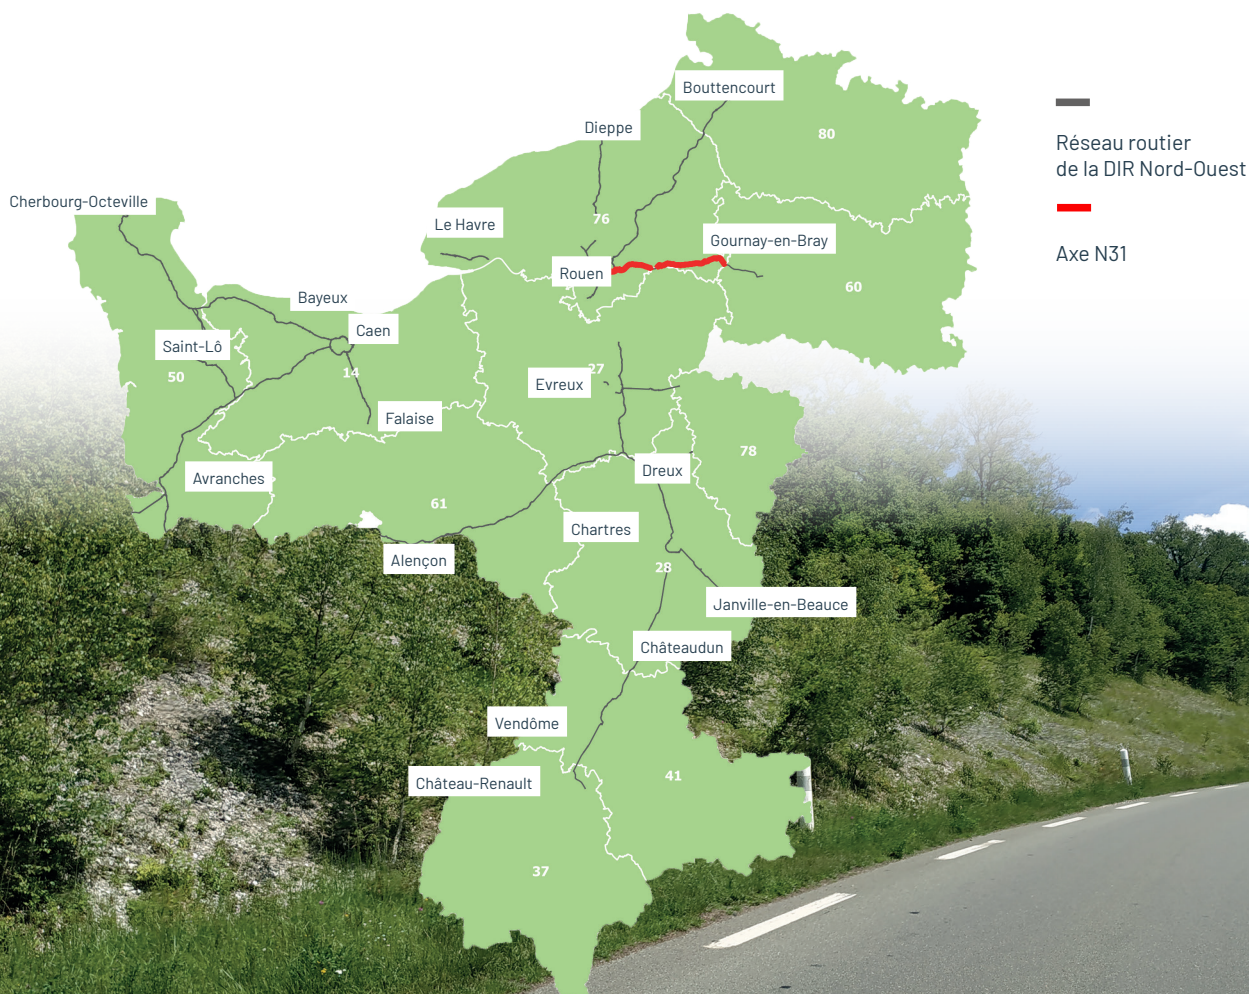 Bouttencourt
Dieppe
80
Réseau routier
de la DIR Nord-Ouest
Cherbourg-Octeville
76
Le Havre
Gournay-en-Bray
Axe N31
Rouen
60
Bayeux
Caen
Saint-Lô
50
14
27
Evreux
Falaise
78
Avranches
Dreux
61
Chartres
Alençon
28
Janville-en-Beauce
Châteaudun
Vendôme
41
Château-Renault
37